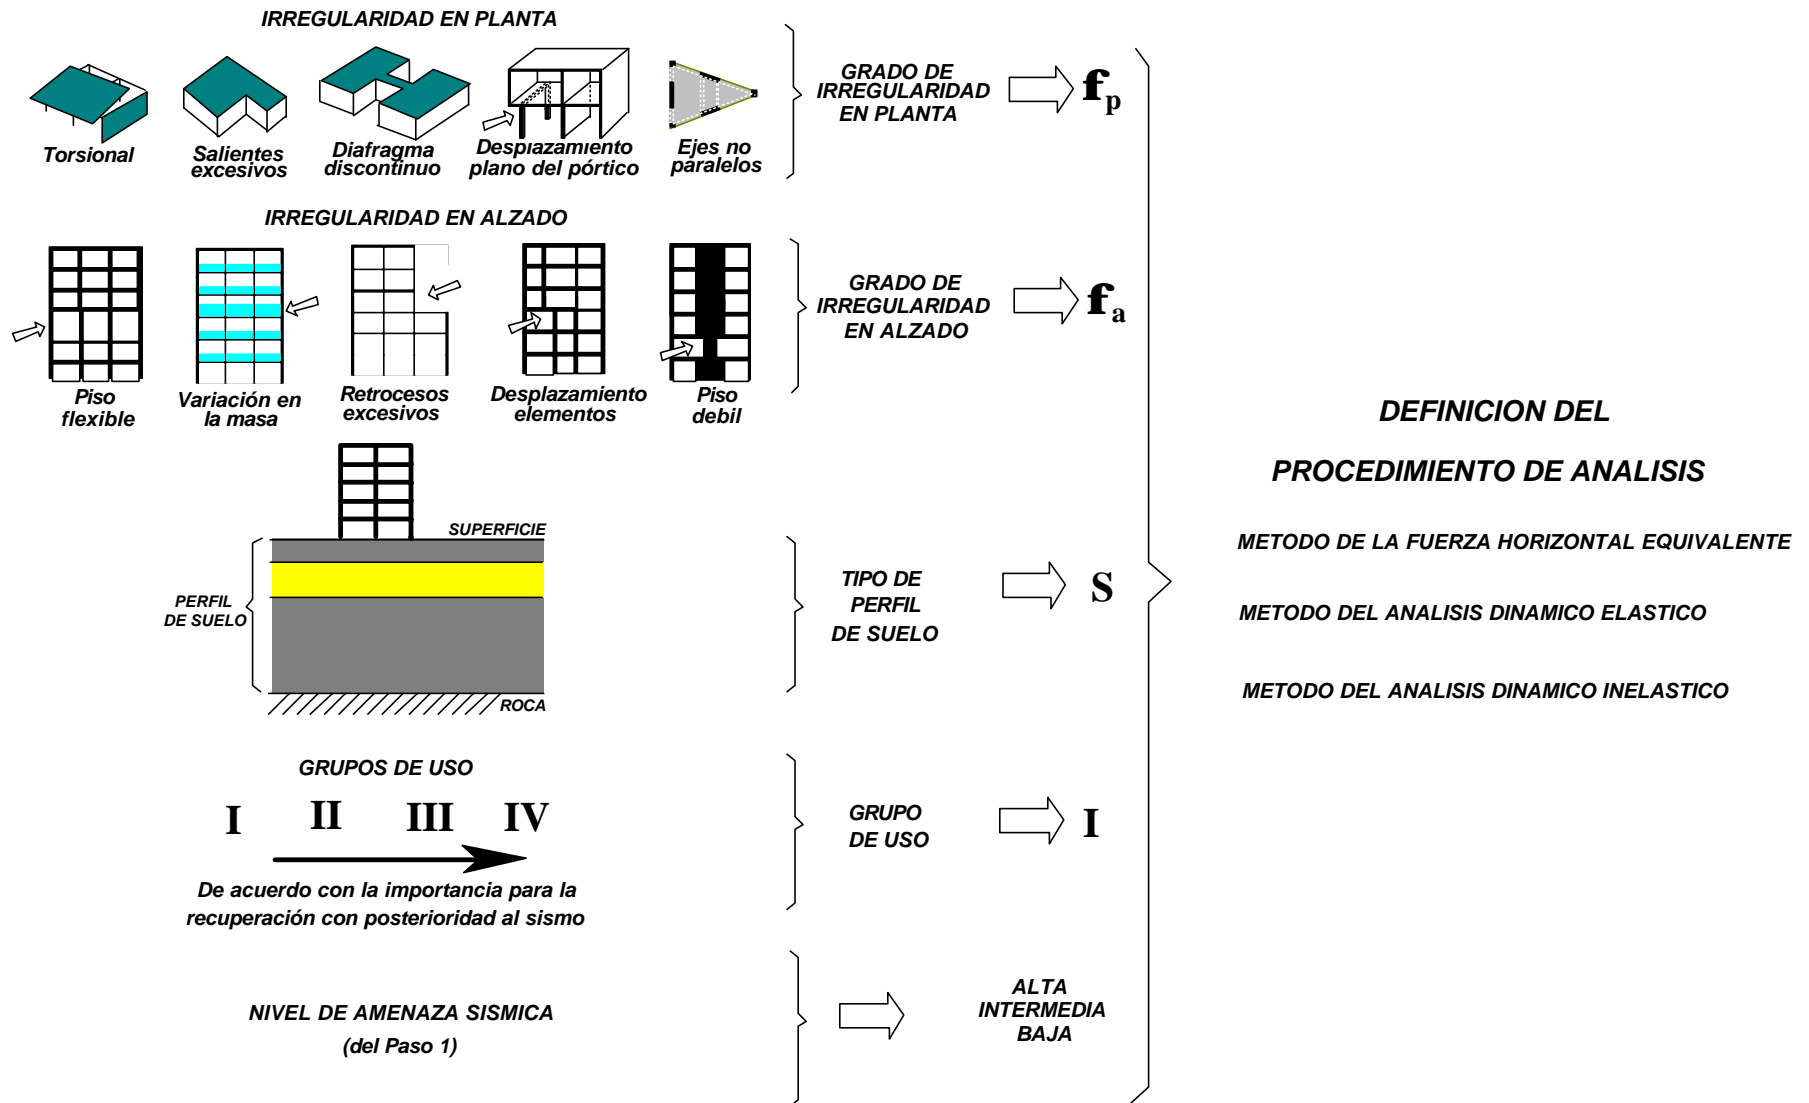 IRREGULARIDAD EN PLANTA
Torsional
Salientes
excesivos
Diafragma
discontinuo
Desplazamiento
plano del pórtico
Ejes no
paralelos
GRADO DE
IRREGULARIDAD
EN PLANTA
fp
IRREGULARIDAD EN ALZADO
Piso
flexible
Variación en
la masa
Retrocesos
excesivos
Desplazamiento
elementos
Piso
debil
GRADO DE
IRREGULARIDAD
EN ALZADO
fa
SUPERFICIE
PERFIL
DE SUELO
ROCA
TIPO DE
PERFIL
DE SUELO
S
GRUPOS DE USO
I II III IV
De acuerdo con la importancia para la
recuperación con posterioridad al sismo
GRUPO
DE USO
I
NIVEL DE AMENAZA SISMICA
(del Paso 1)
ALTA
INTERMEDIA
BAJA
DEFINICION DEL
PROCEDIMIENTO DE ANALISIS
METODO DE LA FUERZA HORIZONTAL EQUIVALENTE
METODO DEL ANALISIS DINAMICO ELASTICO
METODO DEL ANALISIS DINAMICO INELASTICO